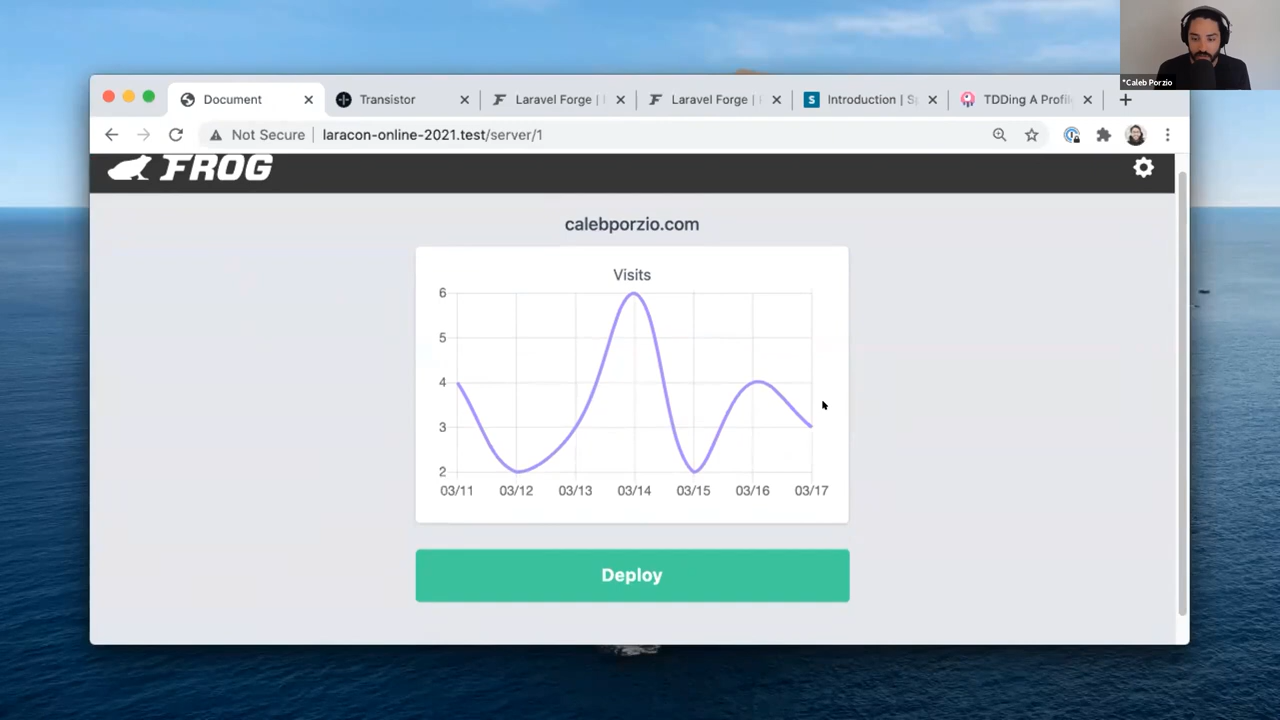 *Caleb Porzio
Document
Transistor
Laravel Forge |
Laravel Forge |
Introduction | S
TDDing A Profil
Not Secure
laracon-online-2021.test/server/1
FROG
calebporzio.com
Visits
6
5
4
3
2
03/11 03/12 03/13 03/14 03/15 03/16 03/17
Deploy